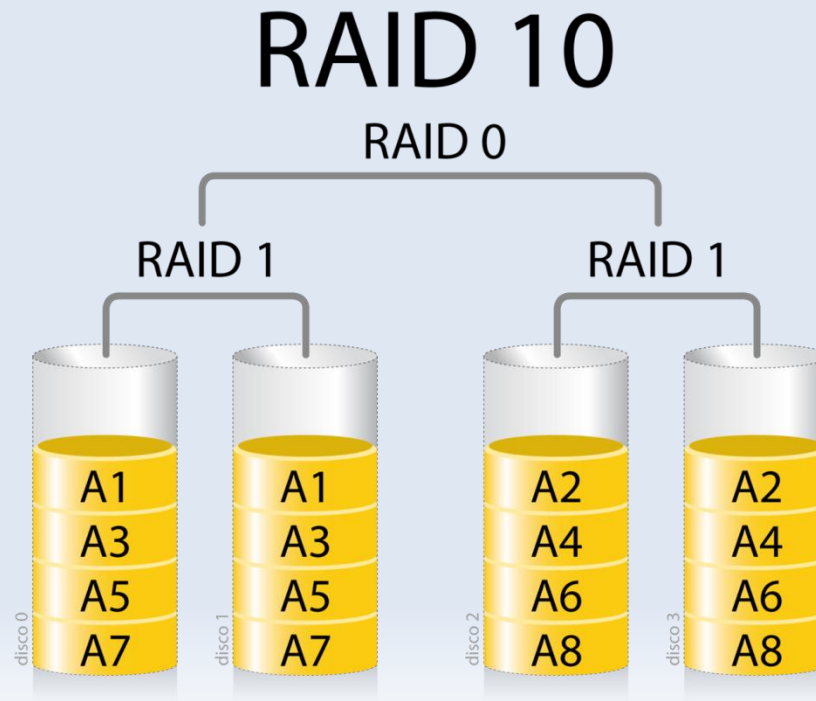 RAID 10
RAID 0
RAID 1
RAID 1
A1
A3
A5
A7
disco 0
A1
A3
A5
A7
disco 1
A2
A4
A6
A8
disco 2
A2
A4
A6
A8
disco 3